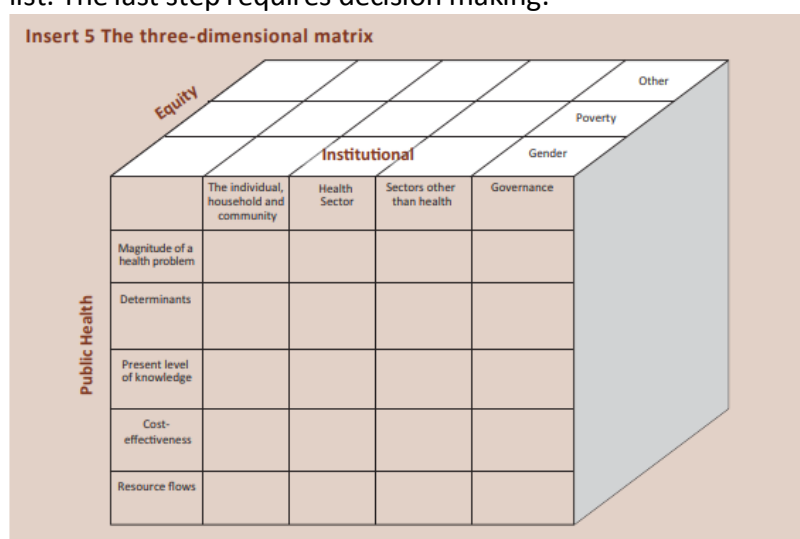 list. The last step requires decision making.
Insert 5 The three-dimensional matrix
Equity
Other
Poverty
Institutional
Gender
The individual,
household and
community
Health
Sector
Sectors other
than health
Governance
Public Health
Magnitude of a
health problem
Determinants
Present level
of knowledge
Cost-
effectiveness
Resource flows